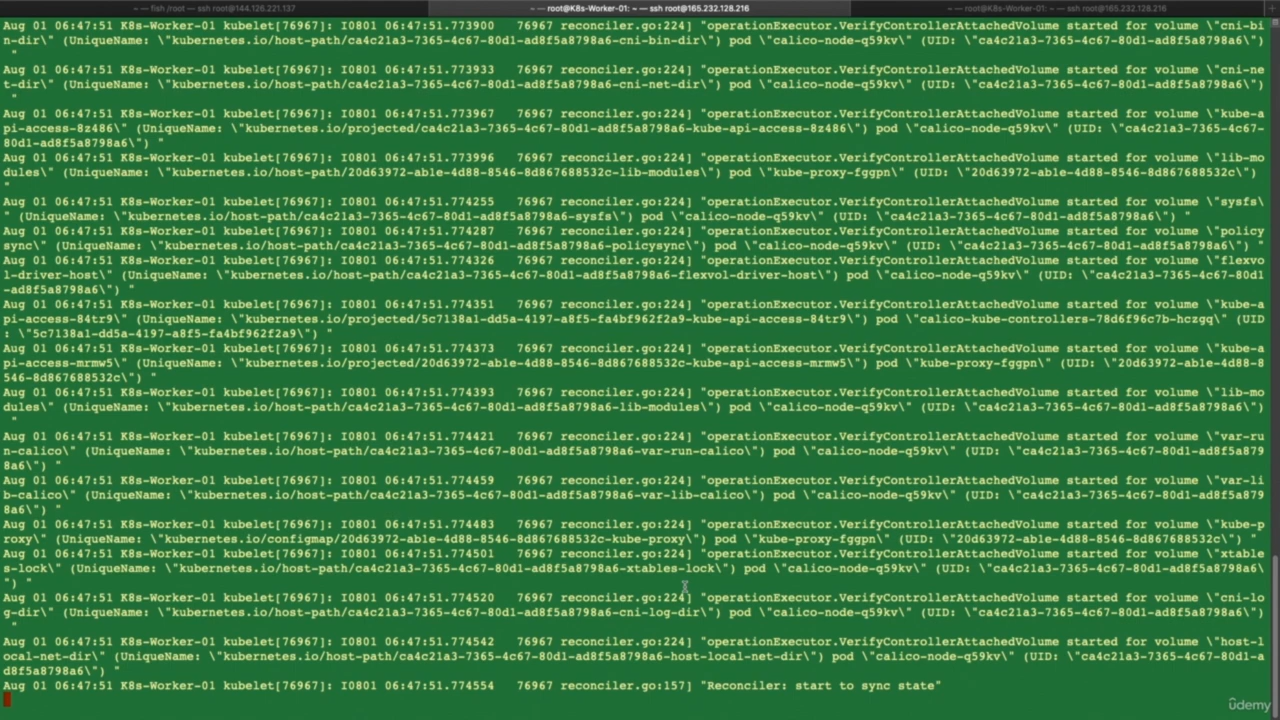 ~ — fish /root — ssh root@144.126.221.137
~ — root@K8s-Worker-01: ~ — ssh root@165.232.128.216
~ — root@K8s-Worker-01: ~ — ssh root@165.232.128.216
Aug 01 06:47:51 K8s-Worker-01 kubelet[76967]: I0801 06:47:51.773900   76967 reconciler.go:224] "operationExecutor.VerifyControllerAttachedVolume started for volume \"cni-bi
n-dir\" (UniqueName: \"kubernetes.io/host-path/ca4c21a3-7365-4c67-80d1-ad8f5a8798a6-cni-bin-dir\") pod \"calico-node-q59kv\" (UID: \"ca4c21a3-7365-4c67-80d1-ad8f5a8798a6\")
"
Aug 01 06:47:51 K8s-Worker-01 kubelet[76967]: I0801 06:47:51.773933   76967 reconciler.go:224] "operationExecutor.VerifyControllerAttachedVolume started for volume \"cni-ne
t-dir\" (UniqueName: \"kubernetes.io/host-path/ca4c21a3-7365-4c67-80d1-ad8f5a8798a6-cni-net-dir\") pod \"calico-node-q59kv\" (UID: \"ca4c21a3-7365-4c67-80d1-ad8f5a8798a6\")
"
Aug 01 06:47:51 K8s-Worker-01 kubelet[76967]: I0801 06:47:51.773967   76967 reconciler.go:224] "operationExecutor.VerifyControllerAttachedVolume started for volume \"kube-a
pi-access-8z486\" (UniqueName: \"kubernetes.io/projected/ca4c21a3-7365-4c67-80d1-ad8f5a8798a6-kube-api-access-8z486\") pod \"calico-node-q59kv\" (UID: \"ca4c21a3-7365-4c67-
80d1-ad8f5a8798a6\") "
Aug 01 06:47:51 K8s-Worker-01 kubelet[76967]: I0801 06:47:51.773996   76967 reconciler.go:224] "operationExecutor.VerifyControllerAttachedVolume started for volume \"lib-mo
dules\" (UniqueName: \"kubernetes.io/host-path/20d63972-ab1e-4d88-8546-8d867688532c-lib-modules\") pod \"kube-proxy-fggpn\" (UID: \"20d63972-ab1e-4d88-8546-8d867688532c\")
"
Aug 01 06:47:51 K8s-Worker-01 kubelet[76967]: I0801 06:47:51.774255   76967 reconciler.go:224] "operationExecutor.VerifyControllerAttachedVolume started for volume \"sysfs\
" (UniqueName: \"kubernetes.io/host-path/ca4c21a3-7365-4c67-80d1-ad8f5a8798a6-sysfs\") pod \"calico-node-q59kv\" (UID: \"ca4c21a3-7365-4c67-80d1-ad8f5a8798a6\") "
Aug 01 06:47:51 K8s-Worker-01 kubelet[76967]: I0801 06:47:51.774287   76967 reconciler.go:224] "operationExecutor.VerifyControllerAttachedVolume started for volume \"policy
sync\" (UniqueName: \"kubernetes.io/host-path/ca4c21a3-7365-4c67-80d1-ad8f5a8798a6-policysync\") pod \"calico-node-q59kv\" (UID: \"ca4c21a3-7365-4c67-80d1-ad8f5a8798a6\") "
Aug 01 06:47:51 K8s-Worker-01 kubelet[76967]: I0801 06:47:51.774326   76967 reconciler.go:224] "operationExecutor.VerifyControllerAttachedVolume started for volume \"flexvo
l-driver-host\" (UniqueName: \"kubernetes.io/host-path/ca4c21a3-7365-4c67-80d1-ad8f5a8798a6-flexvol-driver-host\") pod \"calico-node-q59kv\" (UID: \"ca4c21a3-7365-4c67-80d1
-ad8f5a8798a6\") "
Aug 01 06:47:51 K8s-Worker-01 kubelet[76967]: I0801 06:47:51.774351   76967 reconciler.go:224] "operationExecutor.VerifyControllerAttachedVolume started for volume \"kube-a
pi-access-84tr9\" (UniqueName: \"kubernetes.io/projected/5c7138a1-dd5a-4197-a8f5-fa4bf962f2a9-kube-api-access-84tr9\") pod \"calico-kube-controllers-78d6f96c7b-hczgq\" (UID
: \"5c7138a1-dd5a-4197-a8f5-fa4bf962f2a9\") "
Aug 01 06:47:51 K8s-Worker-01 kubelet[76967]: I0801 06:47:51.774373   76967 reconciler.go:224] "operationExecutor.VerifyControllerAttachedVolume started for volume \"kube-a
pi-access-mrmw5\" (UniqueName: \"kubernetes.io/projected/20d63972-ab1e-4d88-8546-8d867688532c-kube-api-access-mrmw5\") pod \"kube-proxy-fggpn\" (UID: \"20d63972-ab1e-4d88-8
546-8d867688532c\") "
Aug 01 06:47:51 K8s-Worker-01 kubelet[76967]: I0801 06:47:51.774393   76967 reconciler.go:224] "operationExecutor.VerifyControllerAttachedVolume started for volume \"lib-mo
dules\" (UniqueName: \"kubernetes.io/host-path/ca4c21a3-7365-4c67-80d1-ad8f5a8798a6-lib-modules\") pod \"calico-node-q59kv\" (UID: \"ca4c21a3-7365-4c67-80d1-ad8f5a8798a6\")
"
Aug 01 06:47:51 K8s-Worker-01 kubelet[76967]: I0801 06:47:51.774421   76967 reconciler.go:224] "operationExecutor.VerifyControllerAttachedVolume started for volume \"var-ru
n-calico\" (UniqueName: \"kubernetes.io/host-path/ca4c21a3-7365-4c67-80d1-ad8f5a8798a6-var-run-calico\") pod \"calico-node-q59kv\" (UID: \"ca4c21a3-7365-4c67-80d1-ad8f5a879
8a6\") "
Aug 01 06:47:51 K8s-Worker-01 kubelet[76967]: I0801 06:47:51.774459   76967 reconciler.go:224] "operationExecutor.VerifyControllerAttachedVolume started for volume \"var-li
b-calico\" (UniqueName: \"kubernetes.io/host-path/ca4c21a3-7365-4c67-80d1-ad8f5a8798a6-var-lib-calico\") pod \"calico-node-q59kv\" (UID: \"ca4c21a3-7365-4c67-80d1-ad8f5a879
8a6\") "
Aug 01 06:47:51 K8s-Worker-01 kubelet[76967]: I0801 06:47:51.774483   76967 reconciler.go:224] "operationExecutor.VerifyControllerAttachedVolume started for volume \"kube-p
roxy\" (UniqueName: \"kubernetes.io/configmap/20d63972-ab1e-4d88-8546-8d867688532c-kube-proxy\") pod \"kube-proxy-fggpn\" (UID: \"20d63972-ab1e-4d88-8546-8d867688532c\") "
Aug 01 06:47:51 K8s-Worker-01 kubelet[76967]: I0801 06:47:51.774501   76967 reconciler.go:224] "operationExecutor.VerifyControllerAttachedVolume started for volume \"xtable
s-lock\" (UniqueName: \"kubernetes.io/host-path/ca4c21a3-7365-4c67-80d1-ad8f5a8798a6-xtables-lock\") pod \"calico-node-q59kv\" (UID: \"ca4c21a3-7365-4c67-80d1-ad8f5a8798a6\
") "
Aug 01 06:47:51 K8s-Worker-01 kubelet[76967]: I0801 06:47:51.774520   76967 reconciler.go:224] "operationExecutor.VerifyControllerAttachedVolume started for volume \"cni-lo
g-dir\" (UniqueName: \"kubernetes.io/host-path/ca4c21a3-7365-4c67-80d1-ad8f5a8798a6-cni-log-dir\") pod \"calico-node-q59kv\" (UID: \"ca4c21a3-7365-4c67-80d1-ad8f5a8798a6\")
"
Aug 01 06:47:51 K8s-Worker-01 kubelet[76967]: I0801 06:47:51.774542   76967 reconciler.go:224] "operationExecutor.VerifyControllerAttachedVolume started for volume \"host-l
ocal-net-dir\" (UniqueName: \"kubernetes.io/host-path/ca4c21a3-7365-4c67-80d1-ad8f5a8798a6-host-local-net-dir\") pod \"calico-node-q59kv\" (UID: \"ca4c21a3-7365-4c67-80d1-a
d8f5a8798a6\") "
Aug 01 06:47:51 K8s-Worker-01 kubelet[76967]: I0801 06:47:51.774554   76967 reconciler.go:157] "Reconciler: start to sync state"
ûdemy